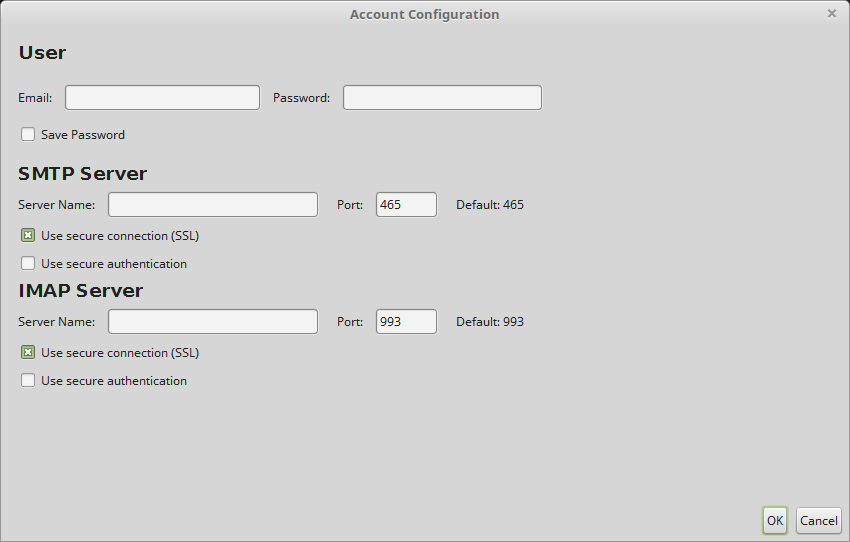 Account Configuration
User
Email: Password:
Save Password
SMTP Server
Server Name: Port: 465 Default: 465
Use secure connection (SSL)
Use secure authentication
IMAP Server
Server Name: Port: 993 Default: 993
Use secure connection (SSL)
Use secure authentication
OK Cancel